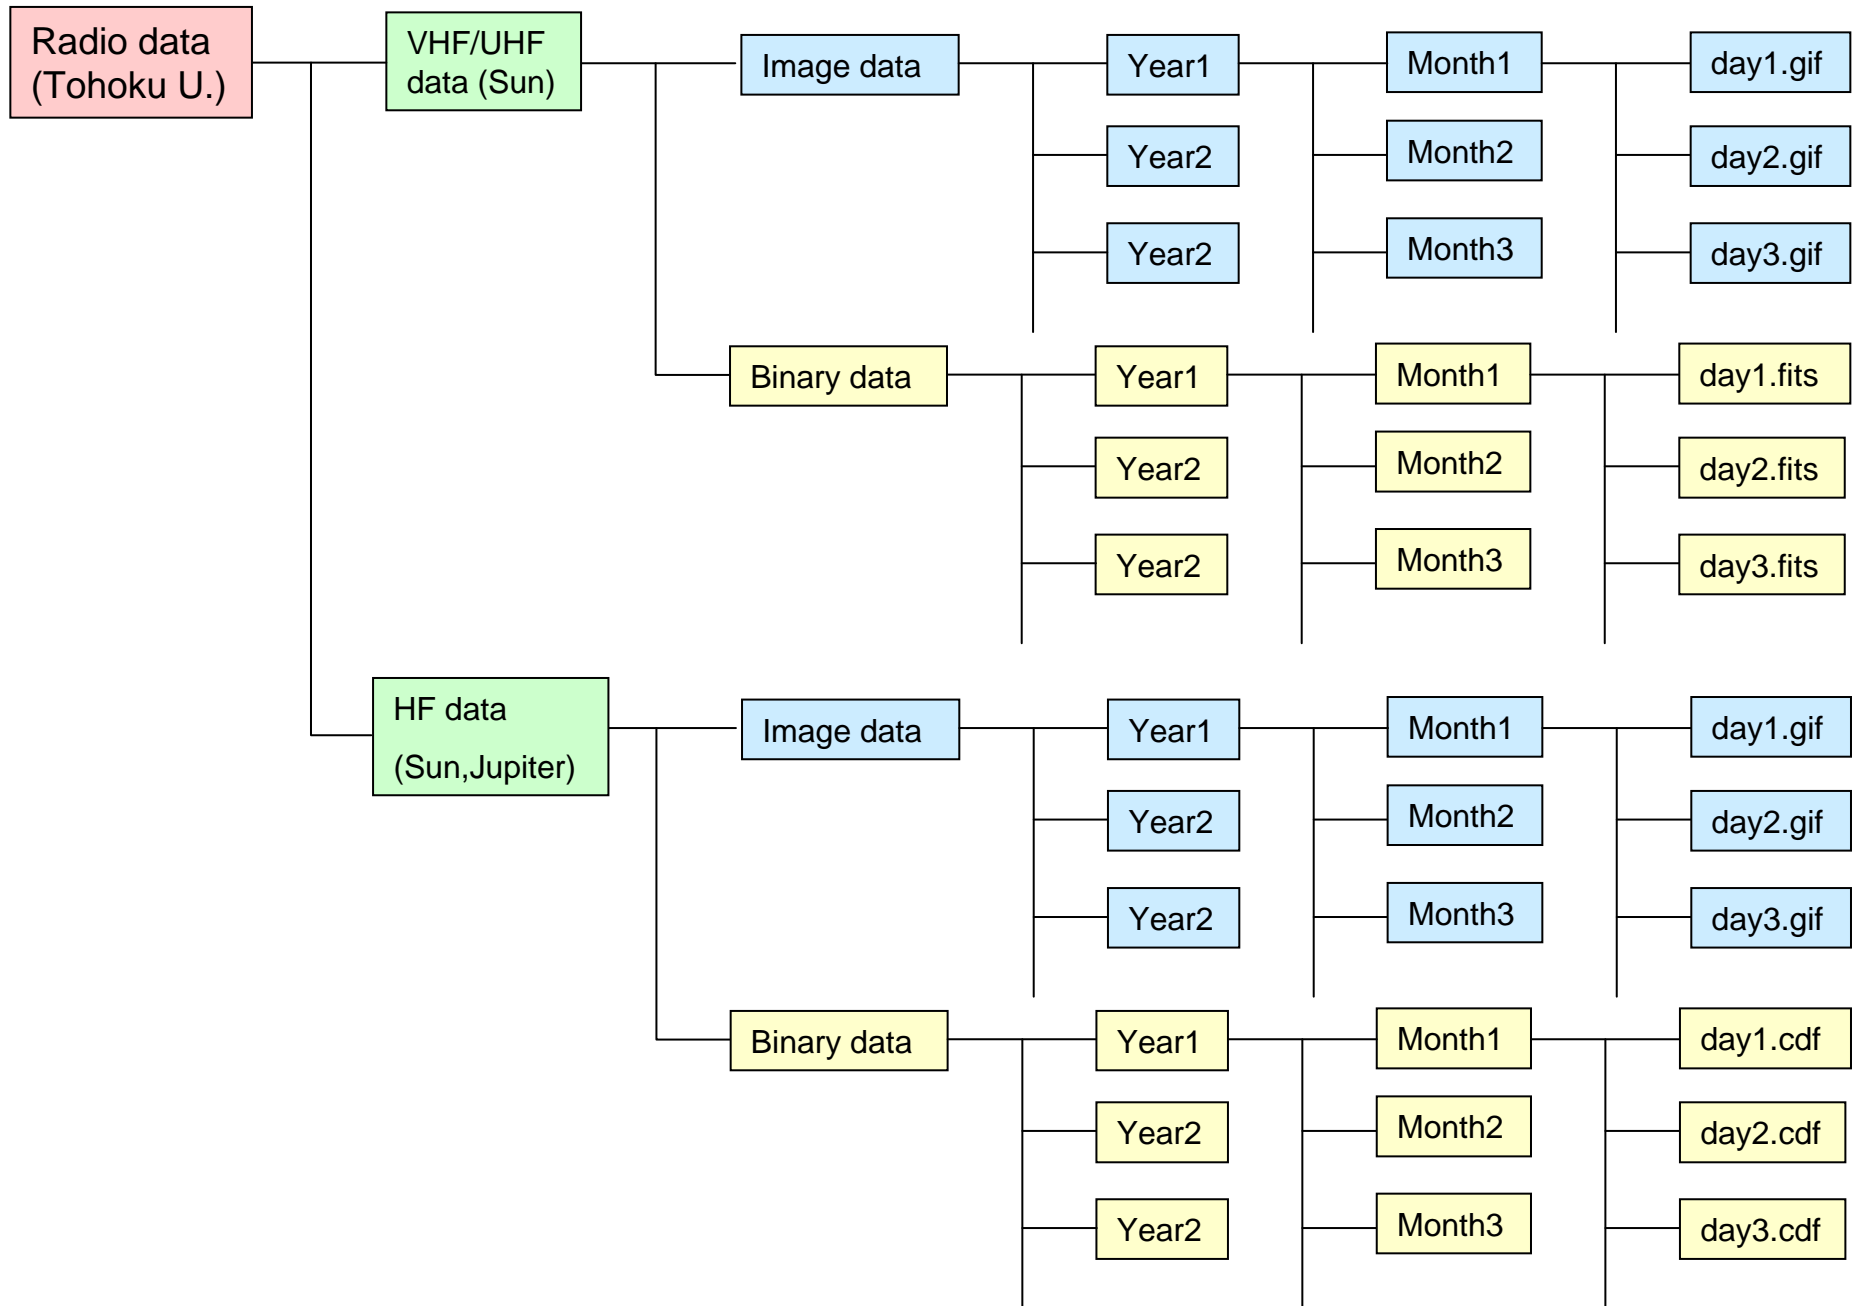 Radio data
(Tohoku U.)
VHF/UHF
data (Sun)
Image data
Year1
Month1
day1.gif
Year2
Month2
day2.gif
Year2
Month3
day3.gif
Binary data
Year1
Month1
day1.fits
Year2
Month2
day2.fits
Year2
Month3
day3.fits
HF data
(Sun,Jupiter)
Image data
Year1
Month1
day1.gif
Year2
Month2
day2.gif
Year2
Month3
day3.gif
Binary data
Year1
Month1
day1.cdf
Year2
Month2
day2.cdf
Year2
Month3
day3.cdf